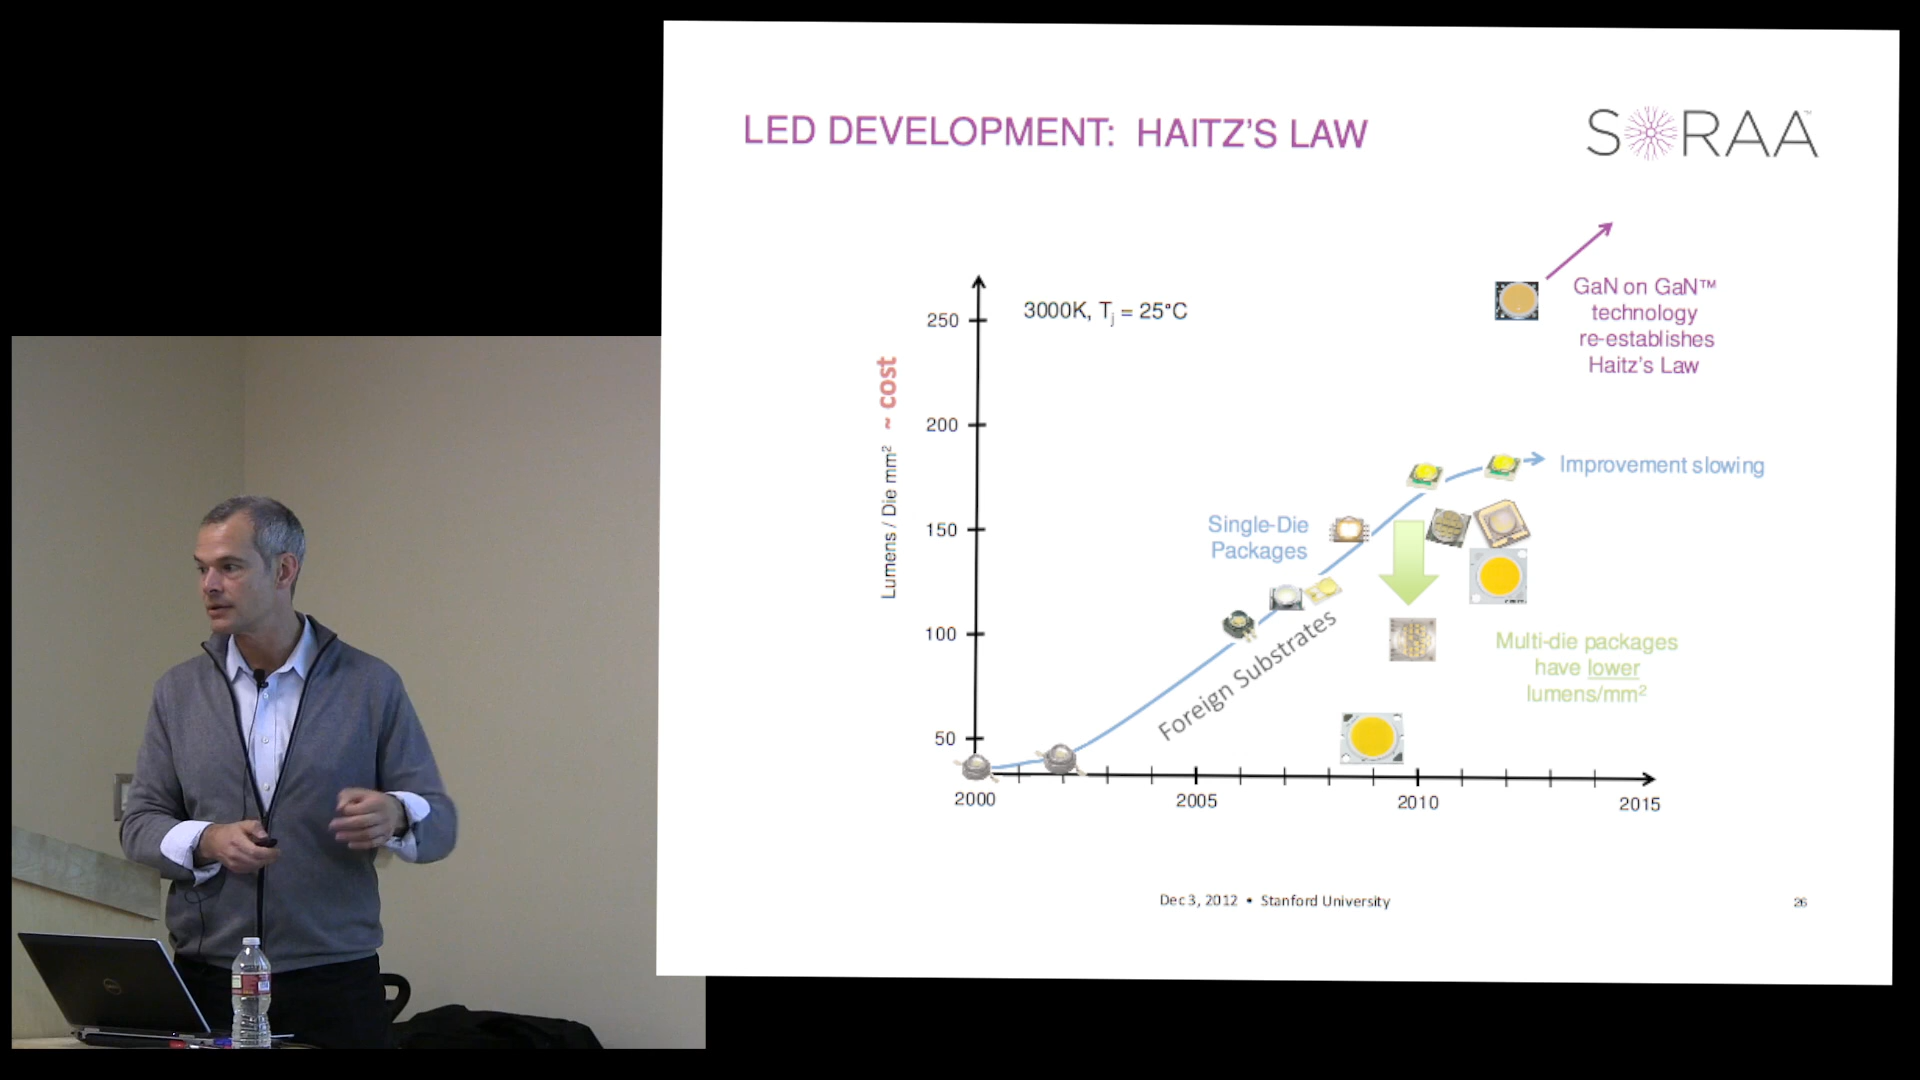 LED DEVELOPMENT: HAITZ'S LAW
SORAA™
GaN on GaN™
technology
re-establishes
Haitz's Law
3000K, Tj = 25°C
Lumens / Die mm² ~ cost
250
200
150
100
50
Improvement slowing
Single-Die
Packages
Foreign Substrates
Multi-die packages
have lower
lumens/mm²
2000
2005
2010
2015
Dec 3, 2012 • Stanford University
26
DELL